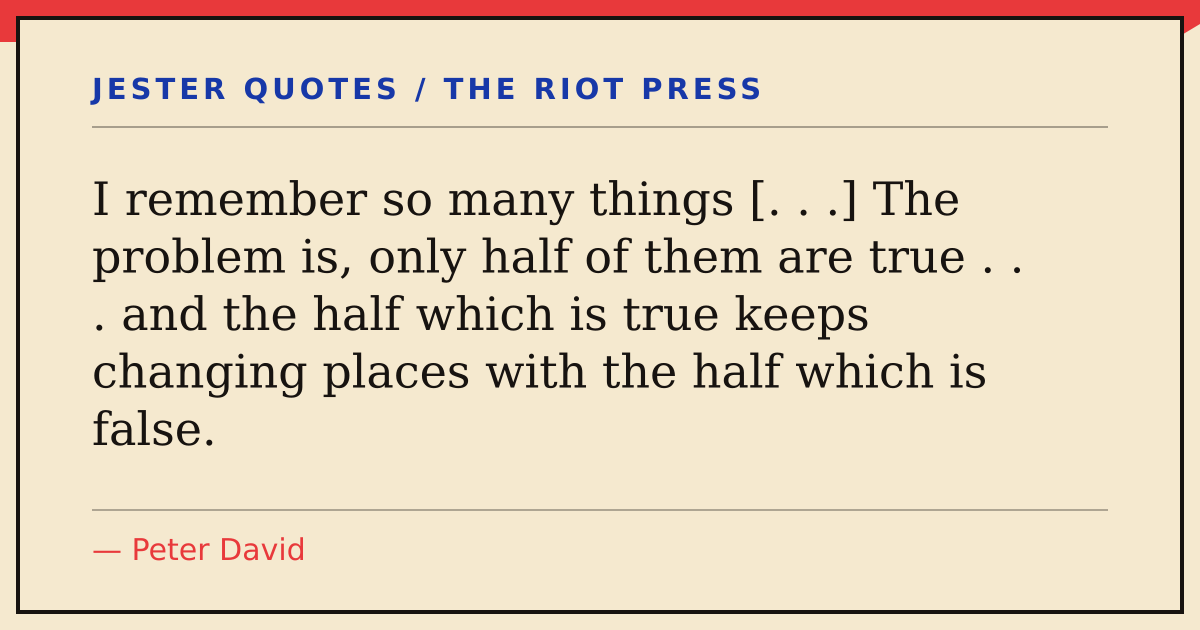 JESTER QUOTES / THE RIOT PRESS
I remember so many things [. . .] The
problem is, only half of them are true . .
. and the half which is true keeps
changing places with the half which is
false.
— Peter David